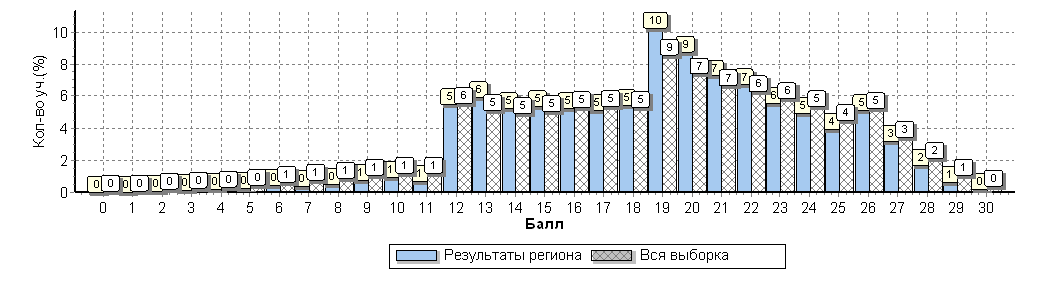 Кол-во уч.(%)
10
8
6
4
2
0
0 0 0 0 0 0 0 0 0 0 0 0 0 1 0 1 0 1 1 1 1 1 1 1 5 6 6 5 5 5 5 5 5 5 5 5 5 5 10 9 9 7 7 7 7 6 6 6 5 5 4 4 5 5 3 3 2 2 1 1 0 0
0 1 2 3 4 5 6 7 8 9 10 11 12 13 14 15 16 17 18 19 20 21 22 23 24 25 26 27 28 29 30
Балл
Результаты региона Вся выборка